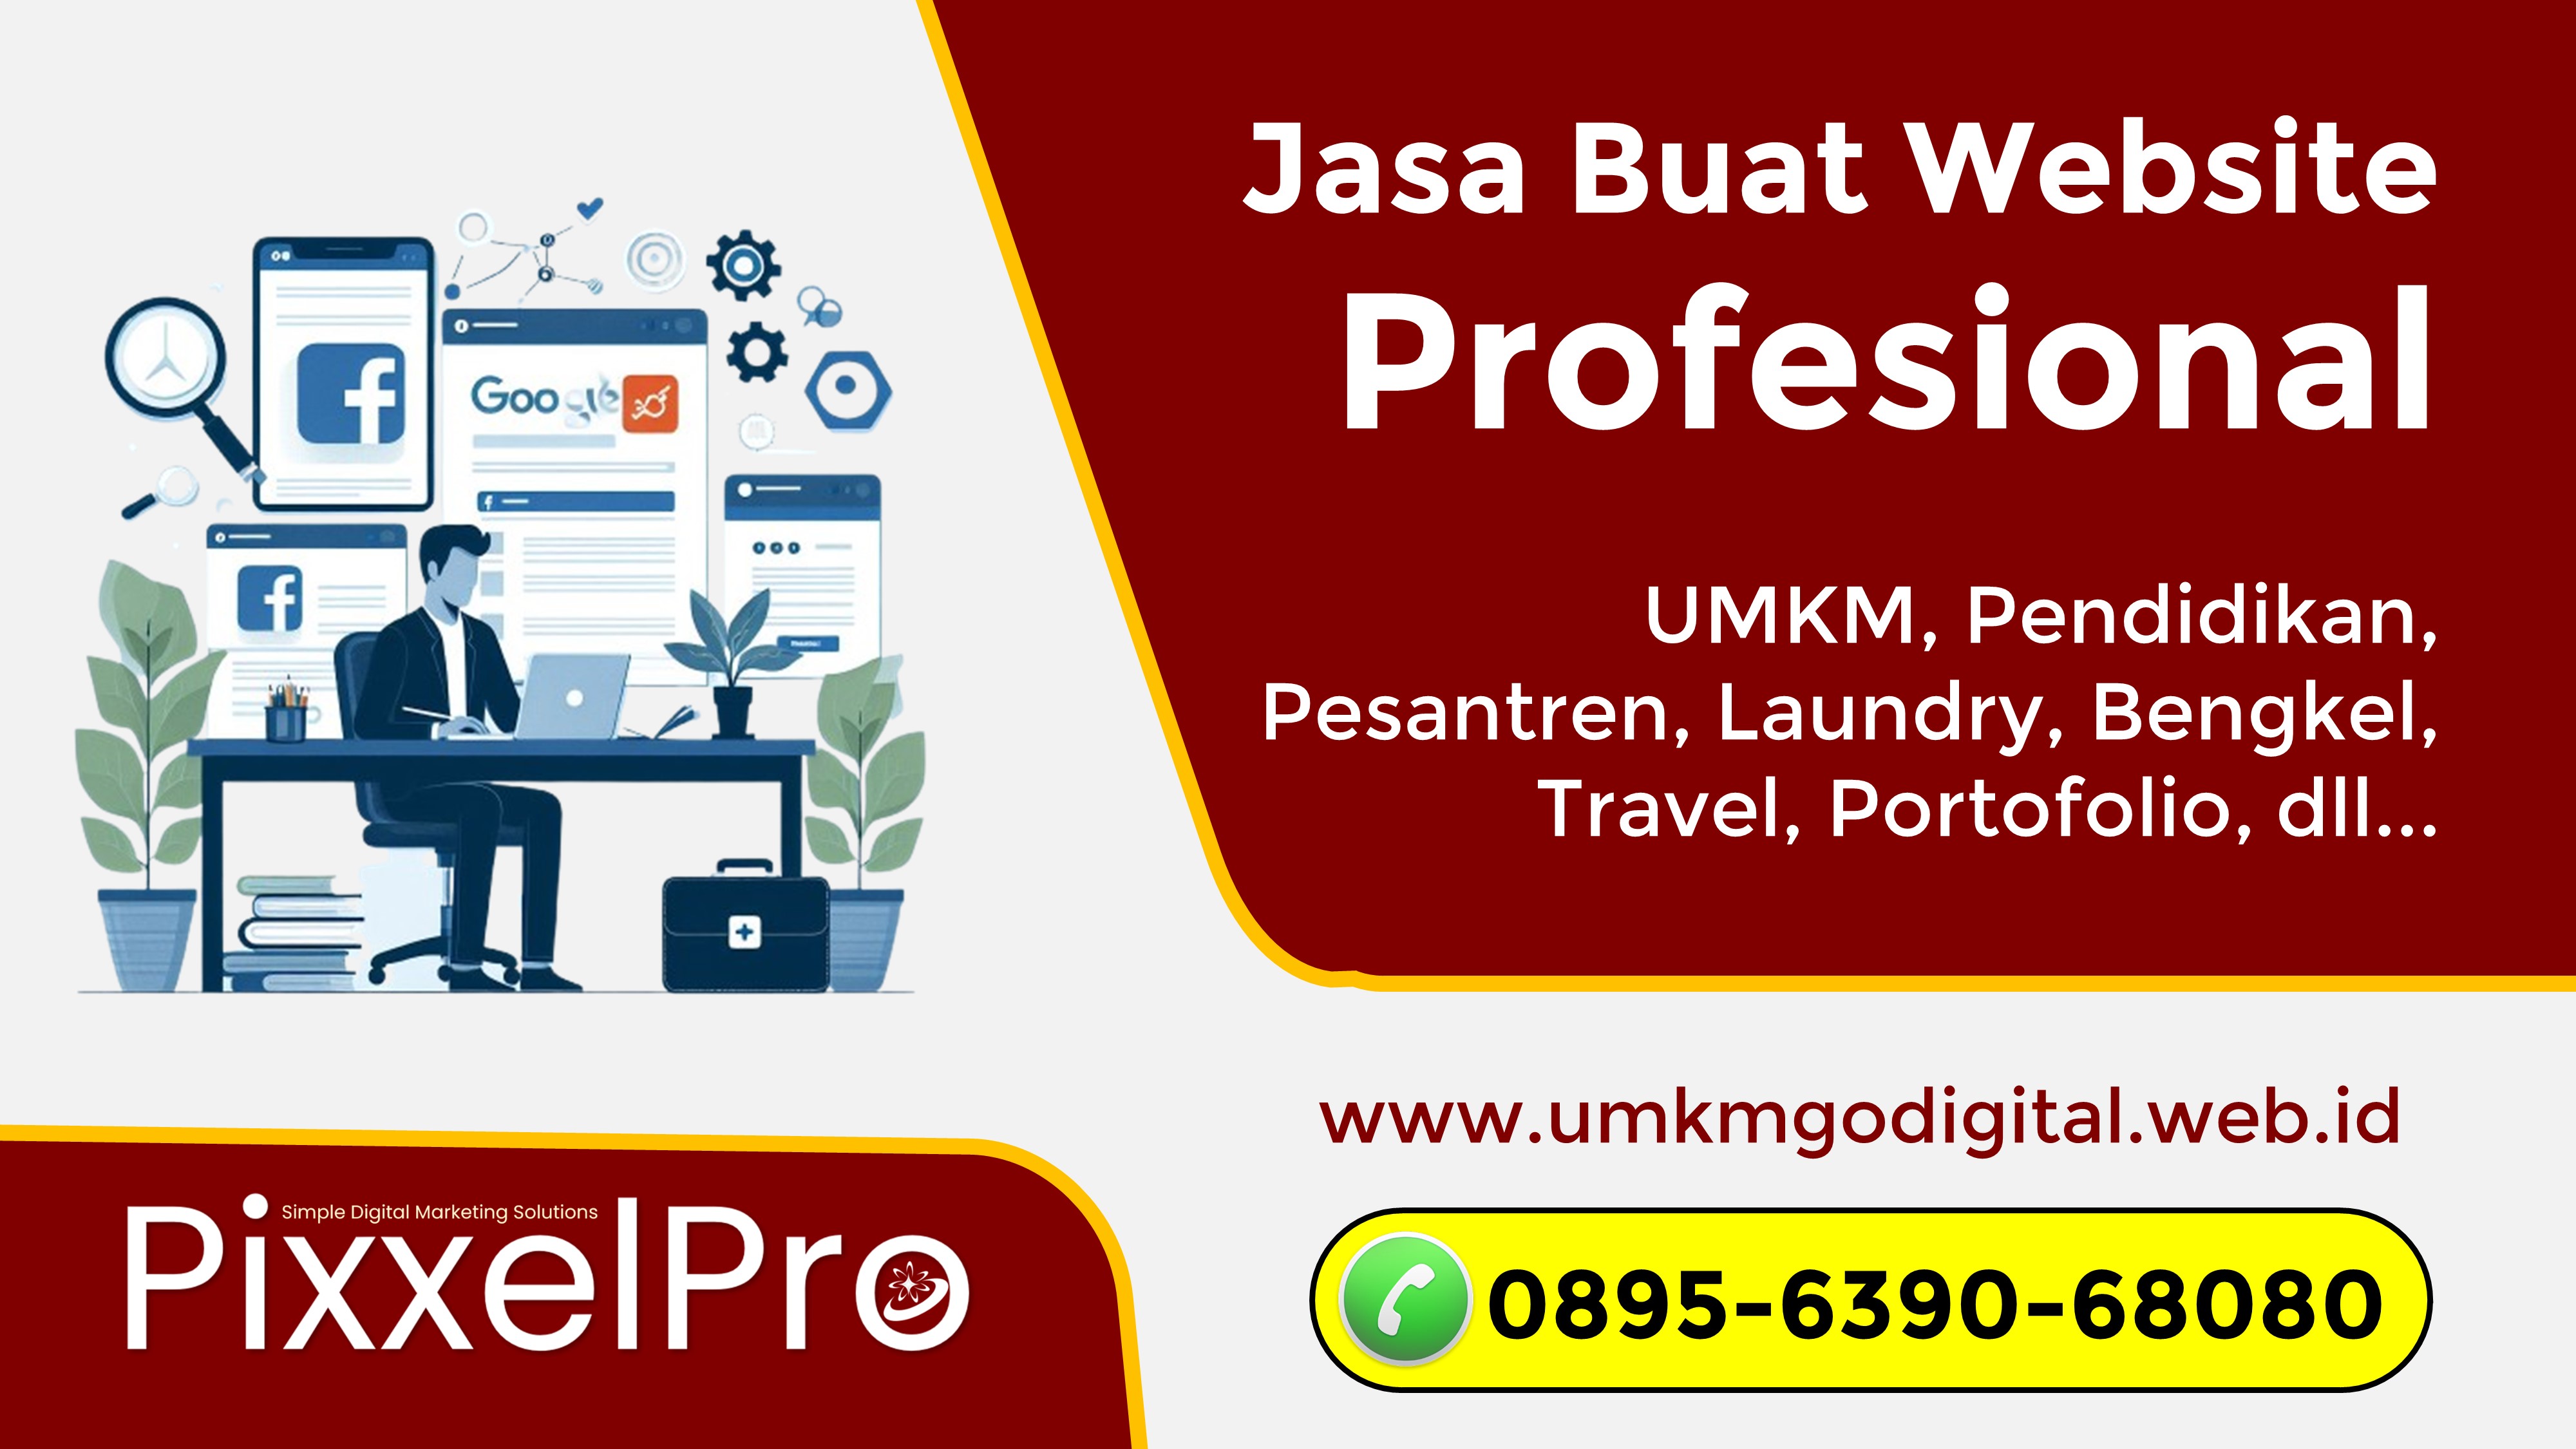 Jasa Buat Website
Profesional
UMKM, Pendidikan,
Pesantren, Laundry, Bengkel,
Travel, Portofolio, dll...
Google
www.umkmgodigital.web.id
0895-6390-68080
Simple Digital Marketing Solutions
PixxelPro